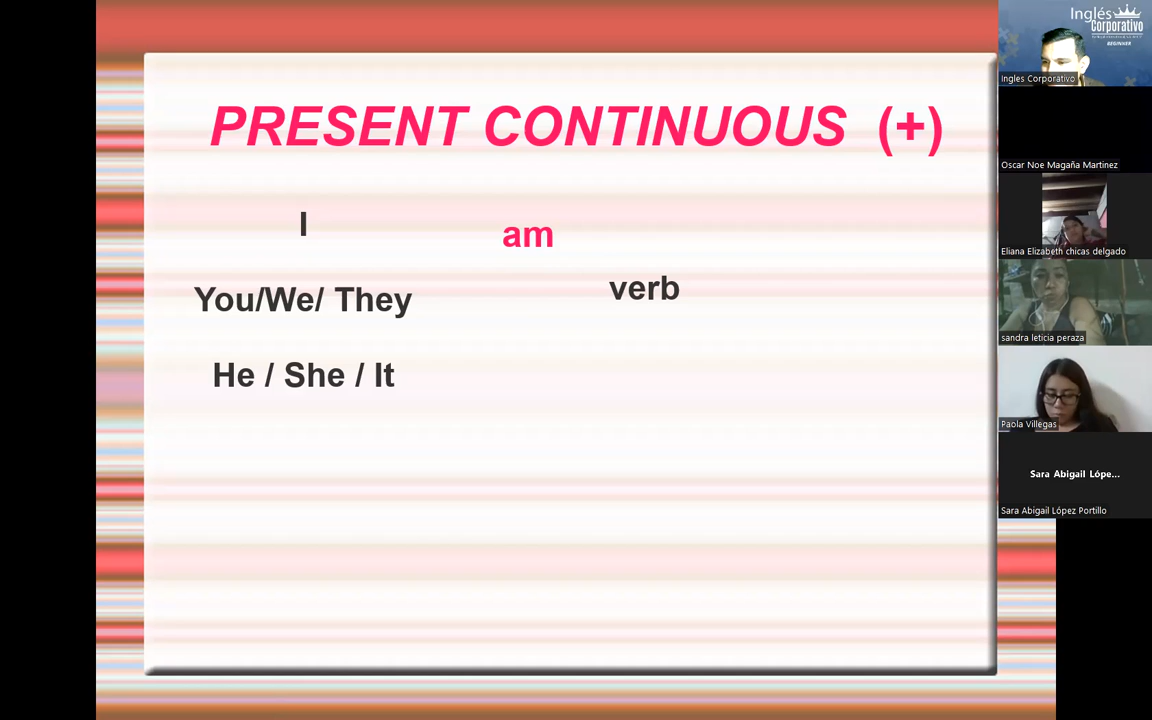 PRESENT CONTINUOUS (+)
I
am
You/We/ They
verb
He / She / It
Inglés
Corporativo
BEGINNER
Ingles Corporativo
Oscar Noe Magaña Martinez
Eliana Elizabeth chicas delgado
sandra leticia peraza
Paola Villegas
Sara Abigail Lópe...
Sara Abigail López Portillo